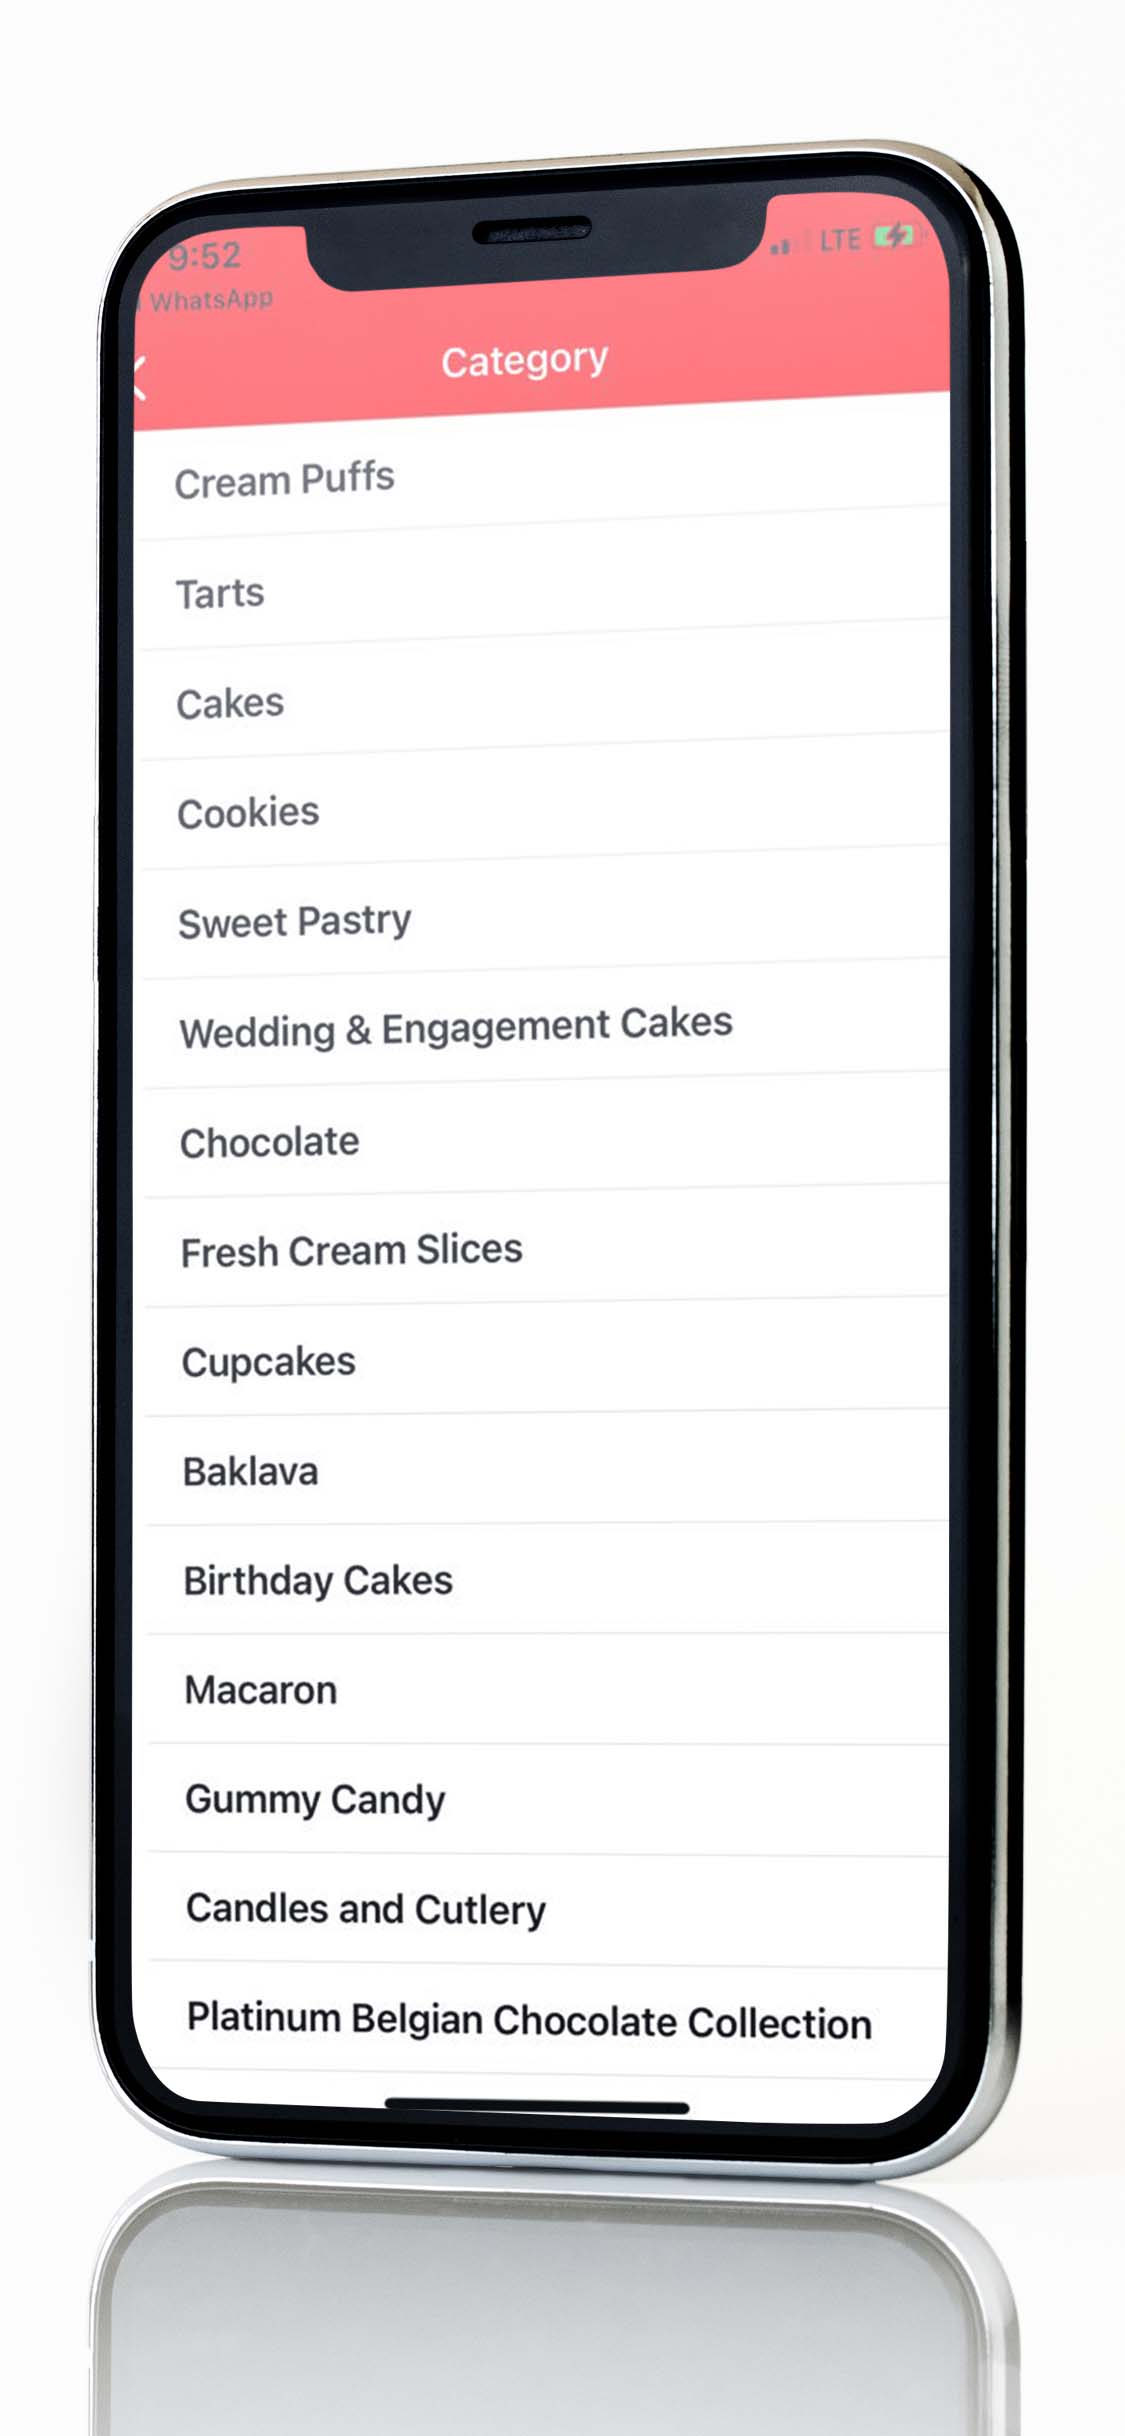 9:52
LTE
WhatsApp
Category
Cream Puffs
Tarts
Cakes
Cookies
Sweet Pastry
Wedding & Engagement Cakes
Chocolate
Fresh Cream Slices
Cupcakes
Baklava
Birthday Cakes
Macaron
Gummy Candy
Candles and Cutlery
Platinum Belgian Chocolate Collection